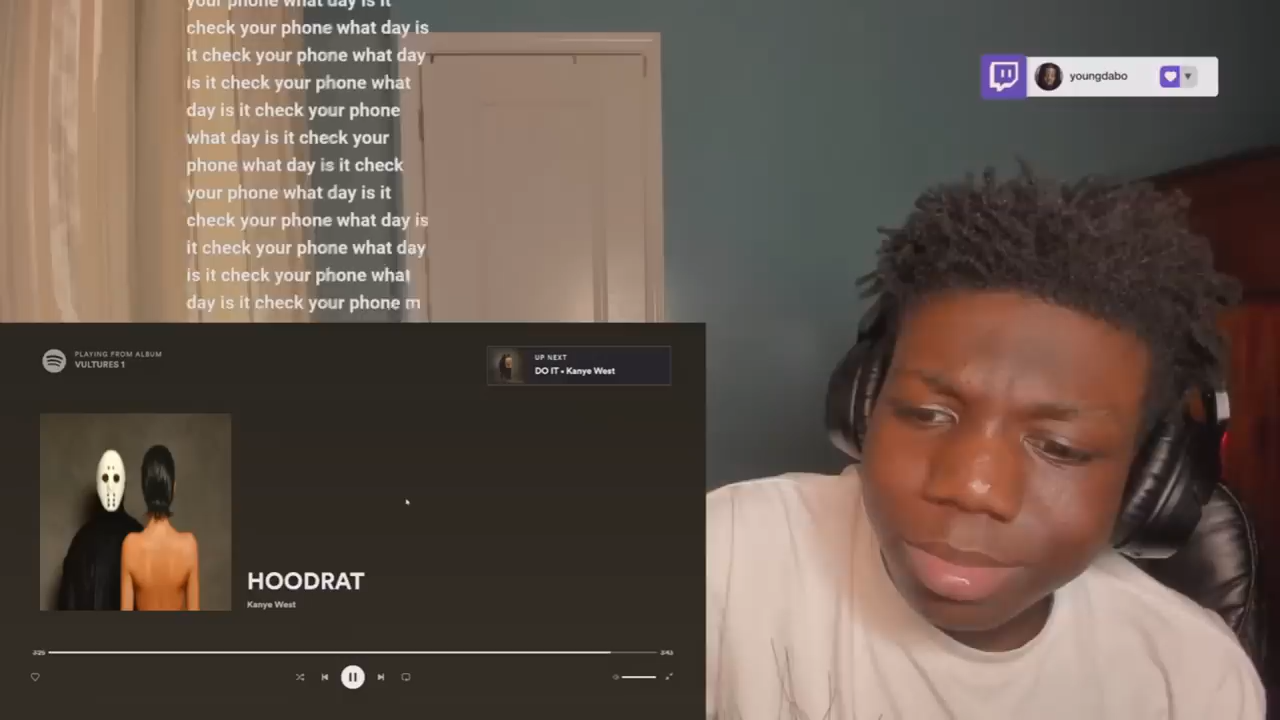 your phone what day is it
check your phone what day is
it check your phone what day
is it check your phone what
day is it check your phone
what day is it check your
phone what day is it check
your phone what day is it
check your phone what day is
it check your phone what day
is it check your phone what
day is it check your phone m
youngdabo
PLAYING FROM ALBUM
VULTURES 1
UP NEXT
DO IT • Kanye West
HOODRAT
Kanye West
3:25
3:43